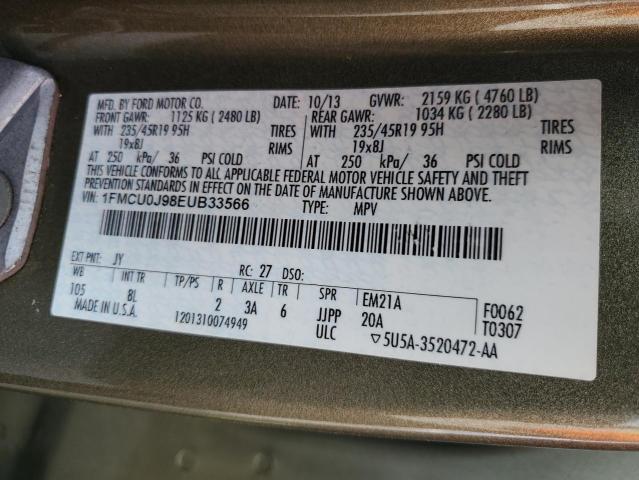 MFD. BY FORD MOTOR CO.
DATE: 10/13 GVWR: 2159 KG ( 4760 LB)
FRONT GAWR: 1125 KG ( 2480 LB) REAR GAWR: 1034 KG ( 2280 LB)
WITH 235/45R19 95H TIRES WITH 235/45R19 95H TIRES
19x8J RIMS 19x8J RIMS
AT 250 kPa/ 36 PSI COLD AT 250 kPa/ 36 PSI COLD
THIS VEHICLE CONFORMS TO ALL APPLICABLE FEDERAL MOTOR VEHICLE SAFETY AND THEFT
PREVENTION STANDARDS IN EFFECT ON THE DATE OF MANUFACTURE SHOWN ABOVE.
VIN: 1FMCU0J98EUB33566 TYPE: MPV
EXT PNT: JY RC: 27 DSO:
WB INT TR TP/PS R AXLE TR SPR EM21A F0062
105 BL 2 3A 6 JJPP 20A T0307
MADE IN U.S.A. 1201310074949 ULC ▽5U5A-3520472-AA